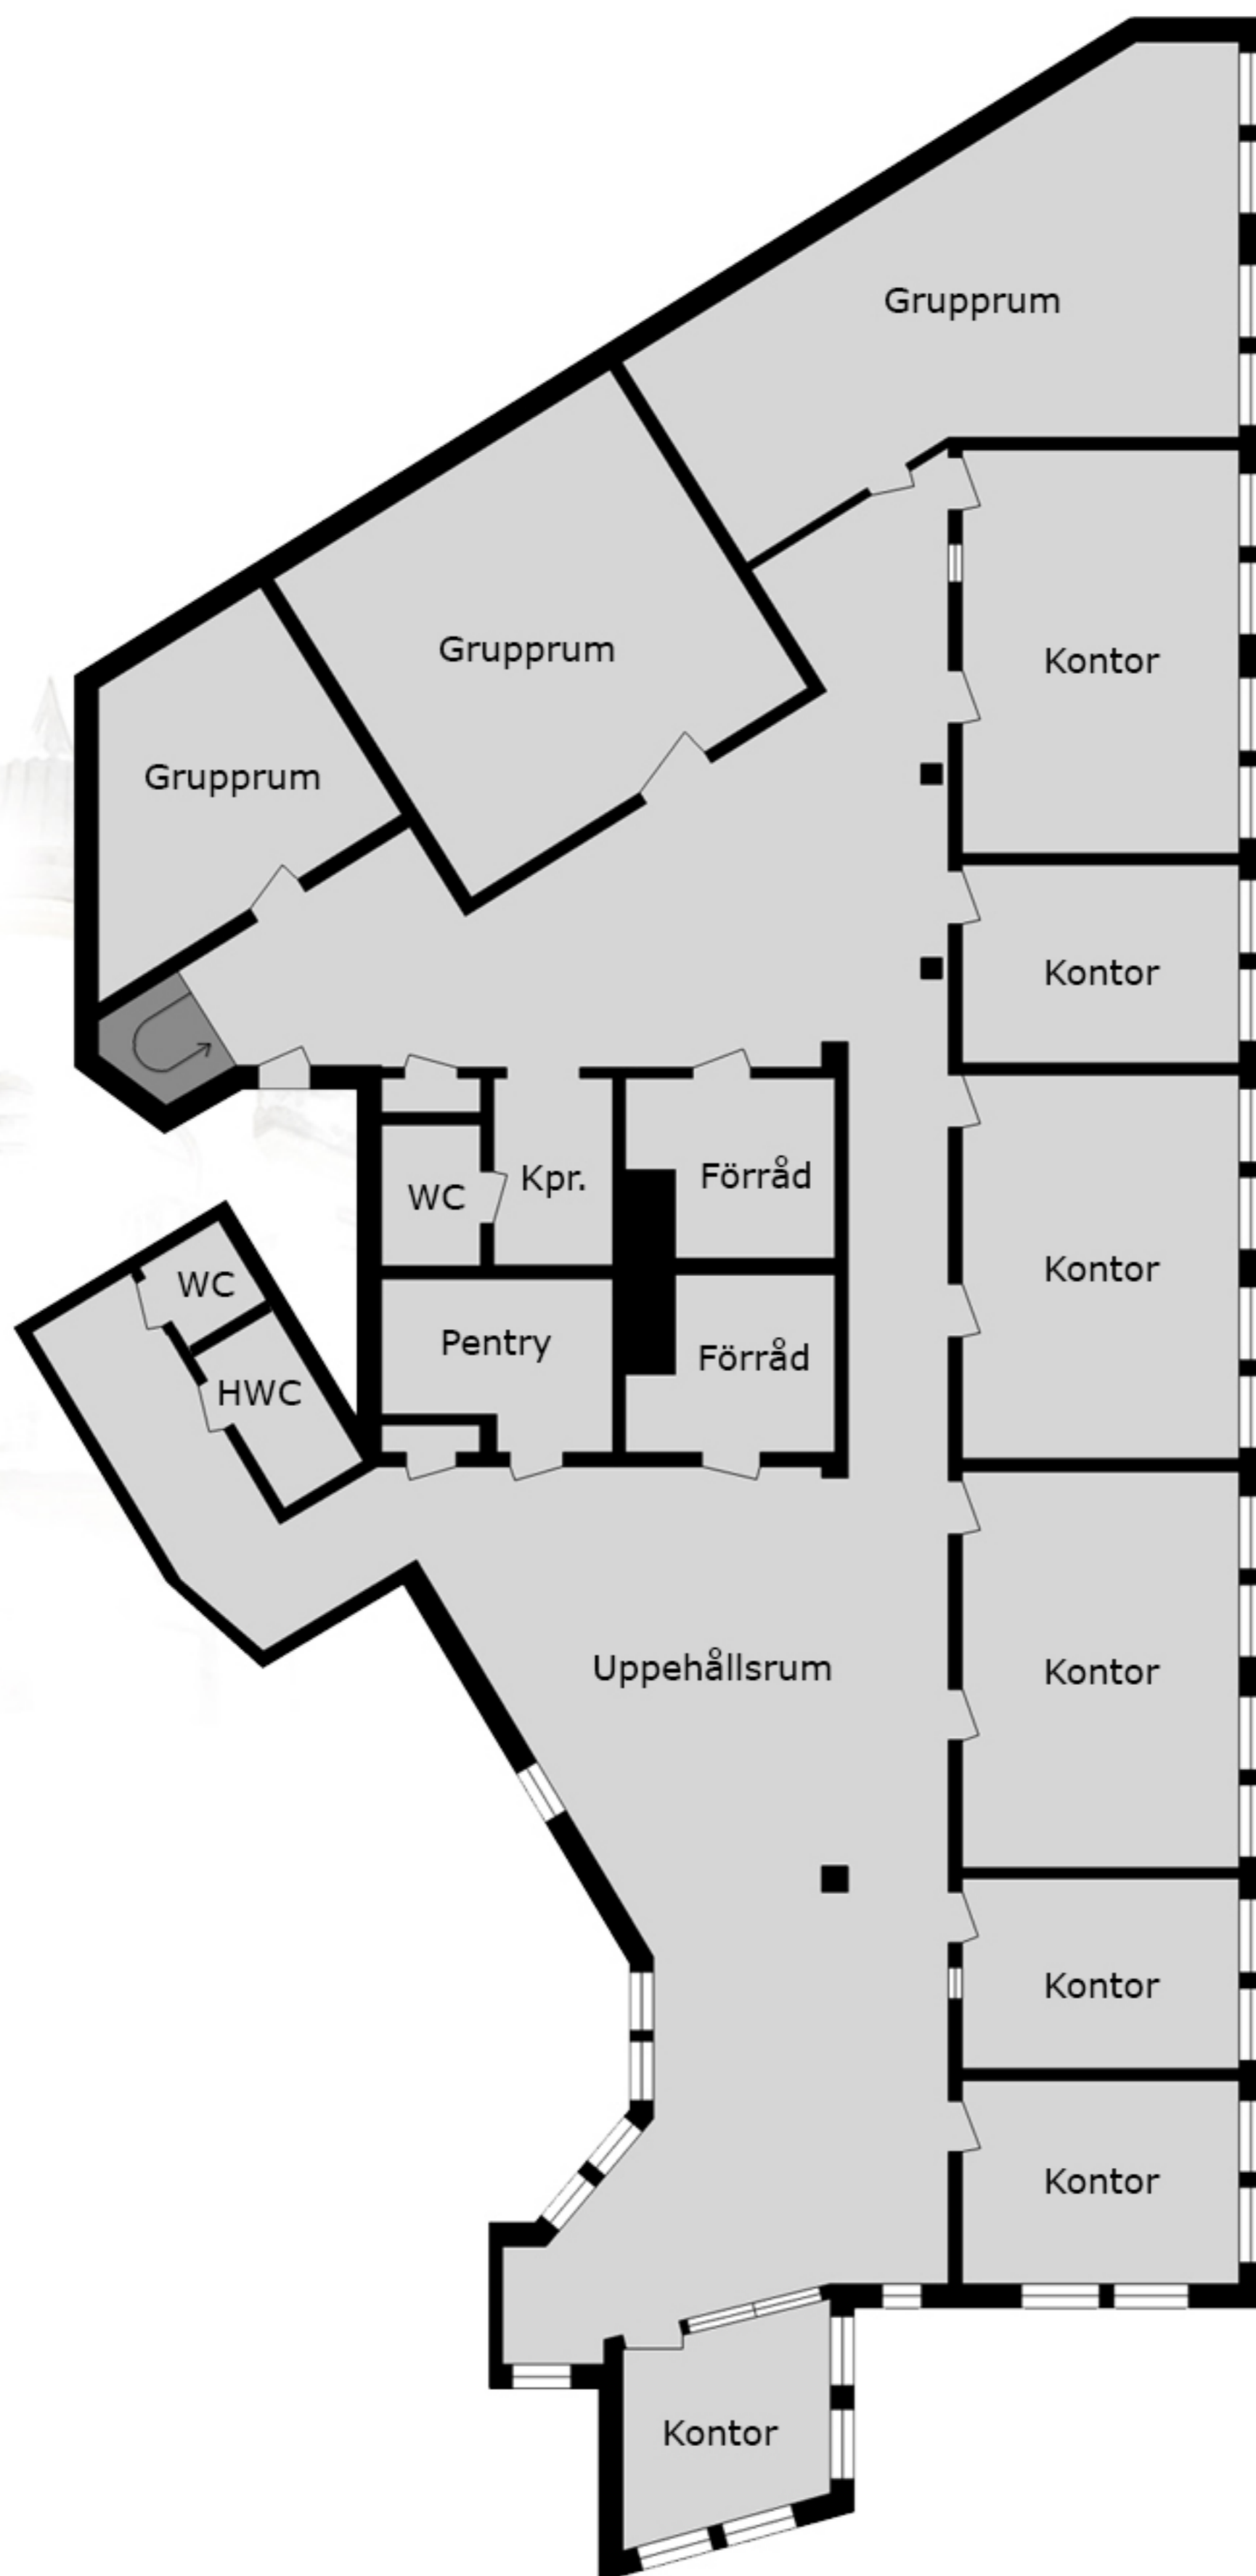 Grupprum
Grupprum
Kontor
Grupprum
Kontor
Förråd
Kpr.
WC
Kontor
WC
Pentry
Förråd
HWC
Uppehållsrum
Kontor
Kontor
Kontor
Kontor